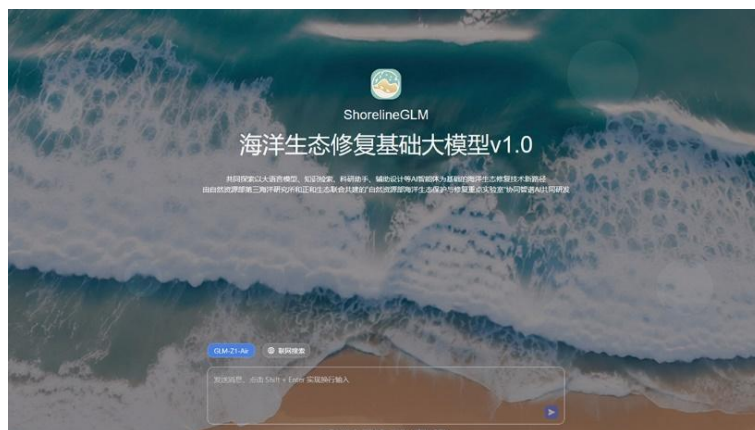 ShorelineGLM
海洋生态修复基础大模型v1.0
共同探索以大语言模型、知识检索、科研助手、辅助设计等AI智能体为基础的海洋生态修复技术新路径
由自然资源部第三海洋研究所和正和生态联合共建的“自然资源部海洋生态保护与修复重点实验室”协同智谱AI共同研发
GLM-Z1-Air 联网搜索
发送消息，点击 Shift + Enter 实现换行输入